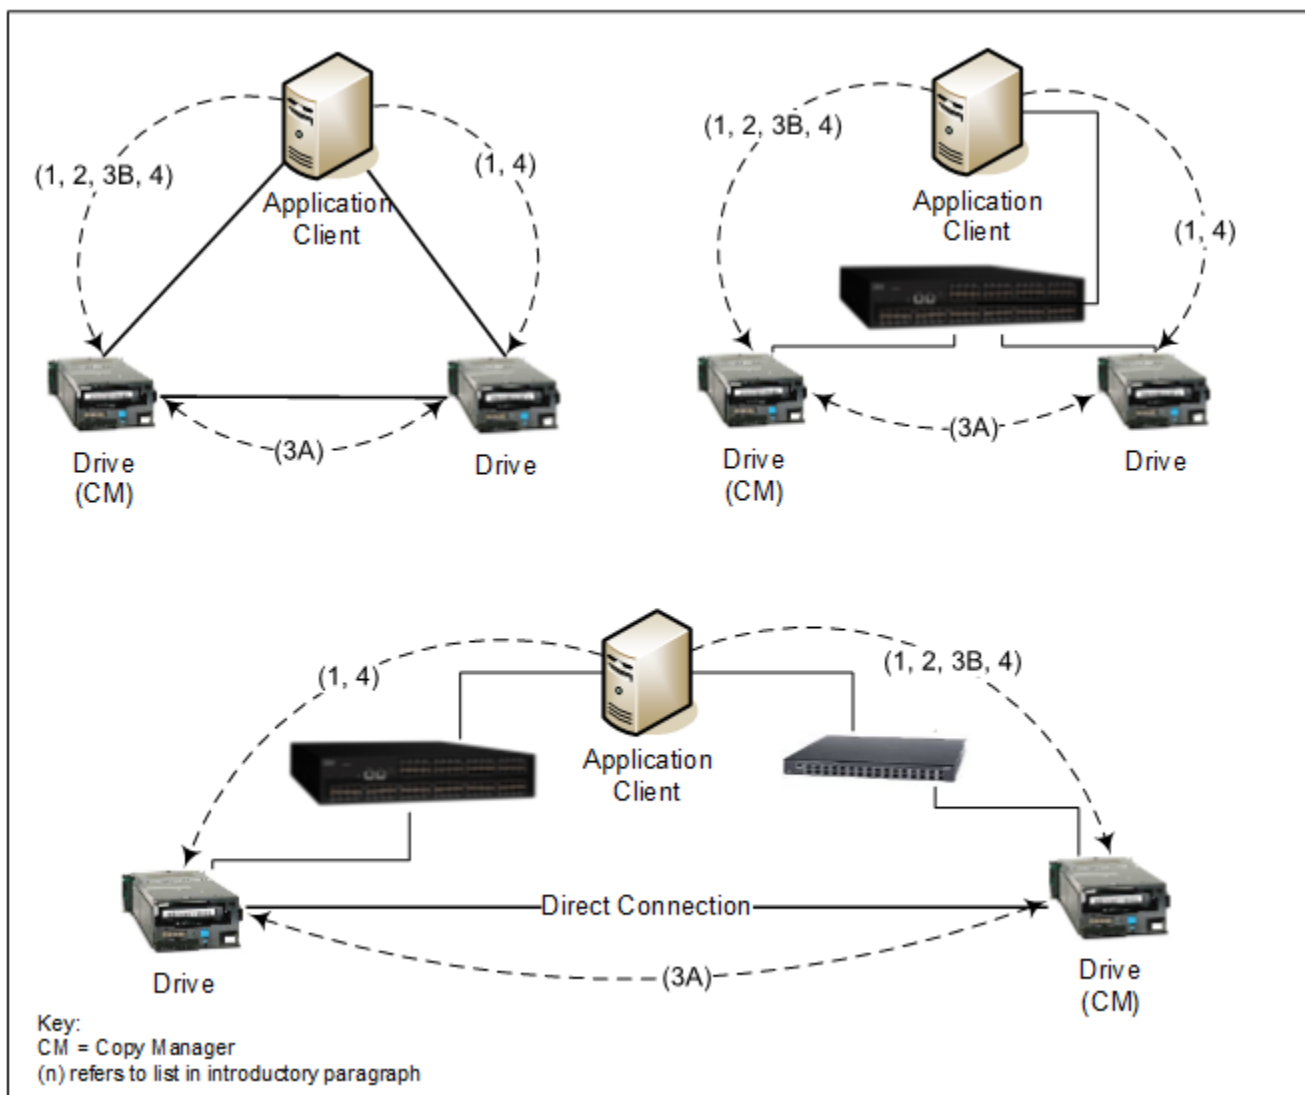 (1, 2, 3B, 4)
(1, 4)
Application
Client
(3A)
Drive
(CM)
Drive
(1, 2, 3B, 4)
Application
Client
(1, 4)
(3A)
Drive
(CM)
Drive
(1, 4)
(1, 2, 3B, 4)
Application
Client
Direct Connection
(3A)
Drive
Drive
(CM)
Key:
CM = Copy Manager
(n) refers to list in introductory paragraph